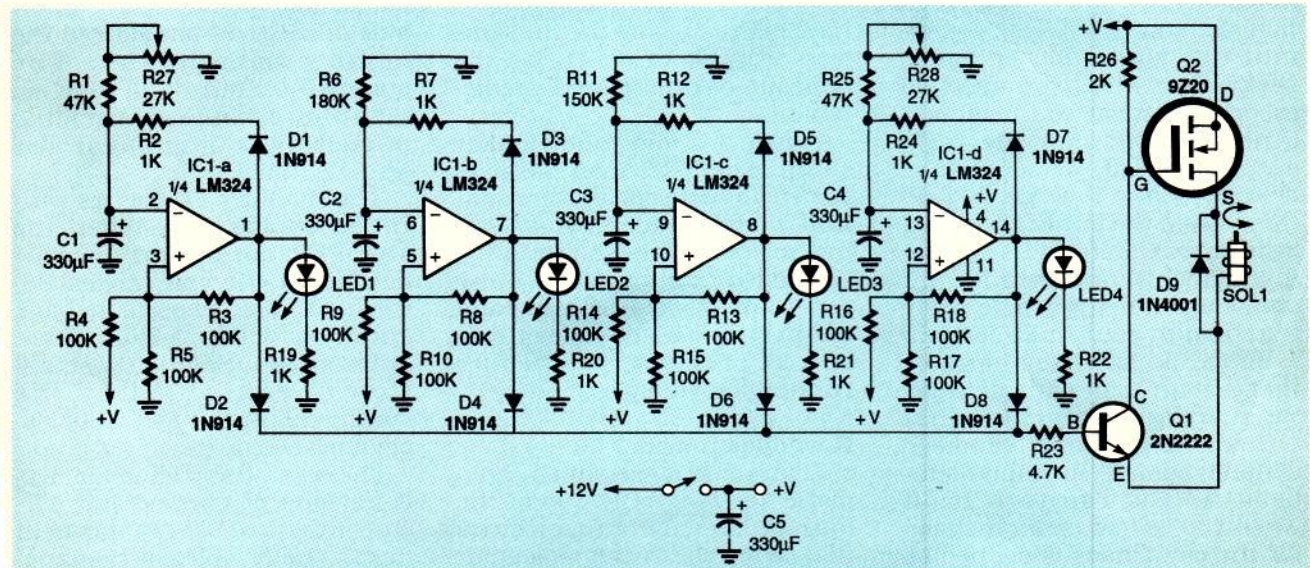 R1
47K
R27
27K
R2
1K
D1
1N914
IC1-a
1/4 LM324
2
−
3
+
1
C1
330µF
+
R4
100K
R3
100K
R5
100K
+V
LED1
R19
1K
D2
1N914
R6
180K
R7
1K
D3
1N914
IC1-b
1/4 LM324
6
−
5
+
7
C2
330µF
+
R9
100K
R8
100K
R10
100K
+V
LED2
R20
1K
D4
1N914
R11
150K
R12
1K
D5
1N914
IC1-c
1/4 LM324
9
−
10
+
8
C3
330µF
+
R14
100K
R13
100K
R15
100K
+V
LED3
R21
1K
D6
1N914
R25
47K
R28
27K
R24
1K
D7
1N914
IC1-d
1/4 LM324
13
−
12
+
+V
4
14
11
C4
330µF
+
R16
100K
R18
100K
R17
100K
+V
LED4
R22
1K
D8
1N914
+V
R26
2K
Q2
9Z20
D
G
S
D9
1N4001
SOL1
R23
4.7K
B
C
E
Q1
2N2222
+12V
+V
+
C5
330µF